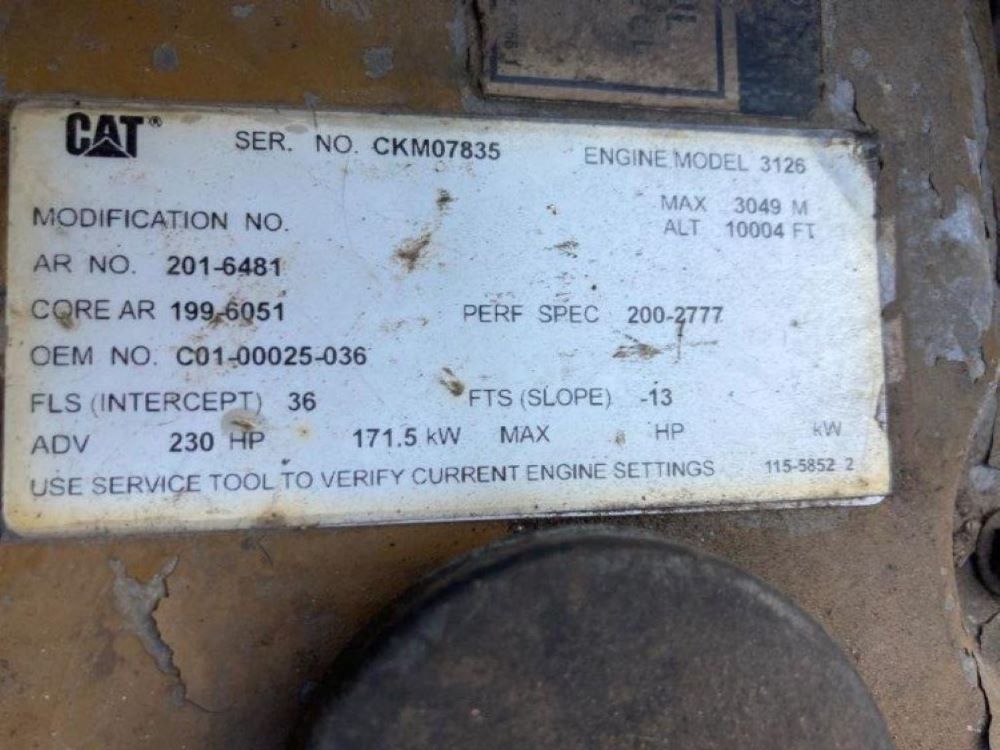 CAT® SER. NO. CKM07835 ENGINE MODEL 3126
MODIFICATION NO. MAX 3049 M
ALT 10004 FT
AR NO. 201-6481
CORE AR 199-6051 PERF SPEC 200-2777
OEM NO. C01-00025-036
FLS (INTERCEPT) 36 FTS (SLOPE) -13
ADV 230 HP 171.5 kW MAX HP kW
USE SERVICE TOOL TO VERIFY CURRENT ENGINE SETTINGS 115-5852 2